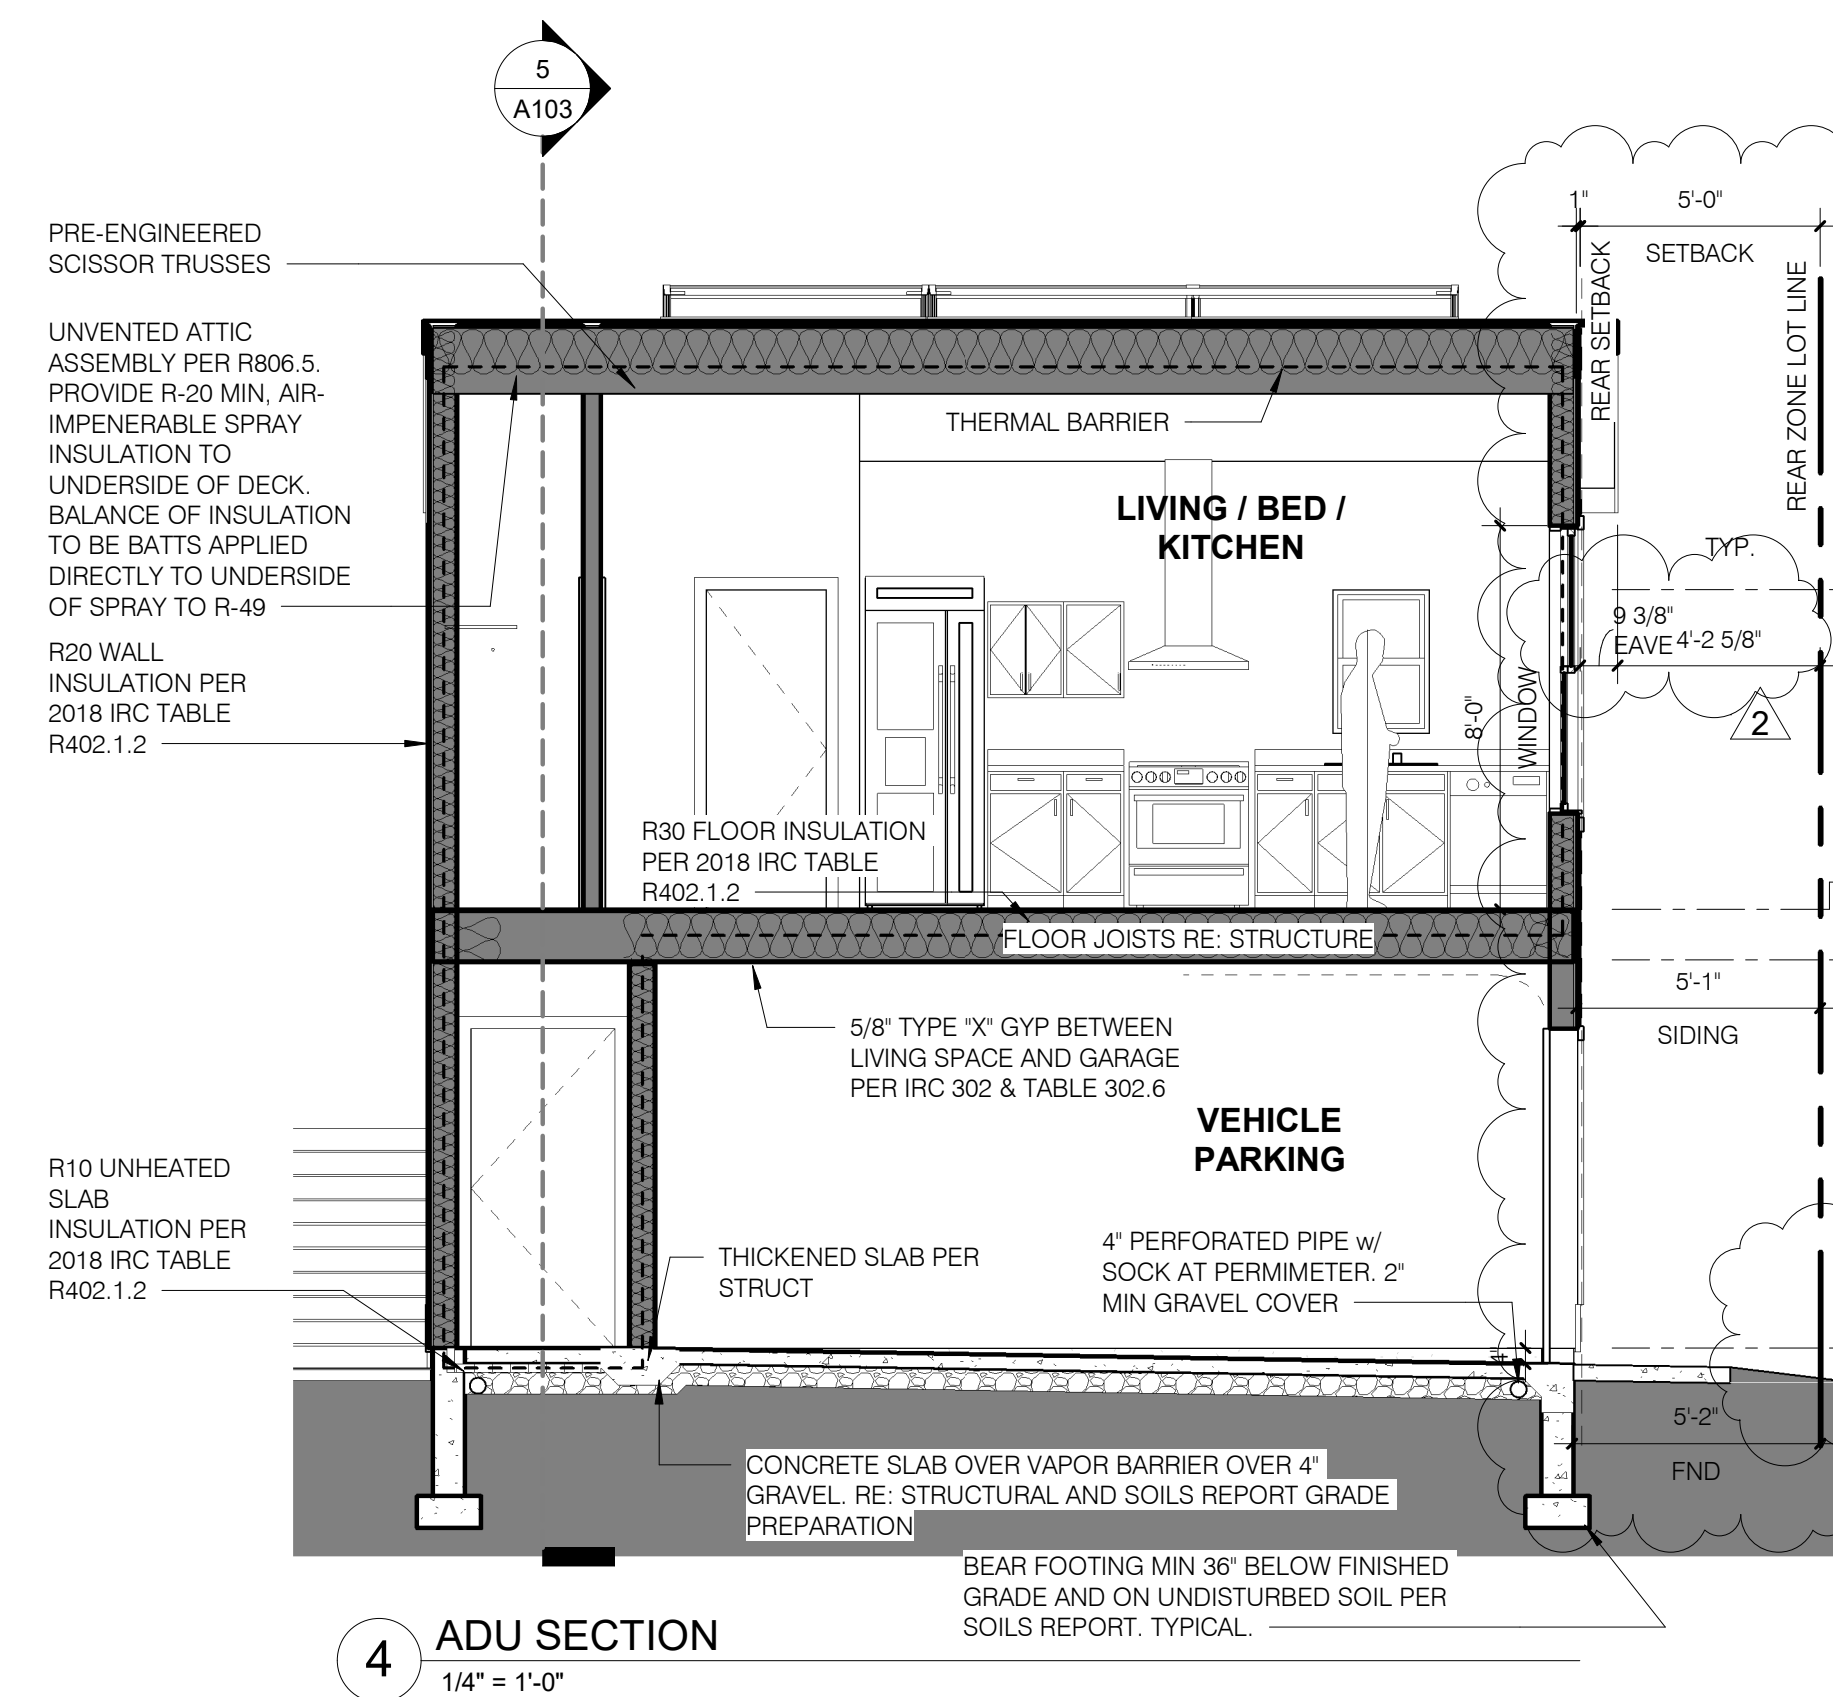 5
A103
PRE-ENGINEERED
SCISSOR TRUSSES
UNVENTED ATTIC
ASSEMBLY PER R806.5.
PROVIDE R-20 MIN, AIR-
IMPENERABLE SPRAY
INSULATION TO
UNDERSIDE OF DECK.
BALANCE OF INSULATION
TO BE BATTS APPLIED
DIRECTLY TO UNDERSIDE
OF SPRAY TO R-49
R20 WALL
INSULATION PER
2018 IRC TABLE
R402.1.2
R10 UNHEATED
SLAB
INSULATION PER
2018 IRC TABLE
R402.1.2
THERMAL BARRIER
LIVING / BED /
KITCHEN
R30 FLOOR INSULATION
PER 2018 IRC TABLE
R402.1.2
FLOOR JOISTS RE: STRUCTURE
5/8" TYPE "X" GYP BETWEEN
LIVING SPACE AND GARAGE
PER IRC 302 & TABLE 302.6
VEHICLE
PARKING
THICKENED SLAB PER
STRUCT
4" PERFORATED PIPE w/
SOCK AT PERMIMETER. 2"
MIN GRAVEL COVER
4"
CONCRETE SLAB OVER VAPOR BARRIER OVER 4"
GRAVEL. RE: STRUCTURAL AND SOILS REPORT GRADE
PREPARATION
BEAR FOOTING MIN 36" BELOW FINISHED
GRADE AND ON UNDISTURBED SOIL PER
SOILS REPORT. TYPICAL.
1"
5'-0"
SETBACK
REAR SETBACK
REAR ZONE LOT LINE
TYP.
9 3/8"
EAVE
4'-2 5/8"
2
8'-0"
WINDOW
5'-1"
SIDING
5'-2"
FND
4
ADU SECTION
1/4" = 1'-0"